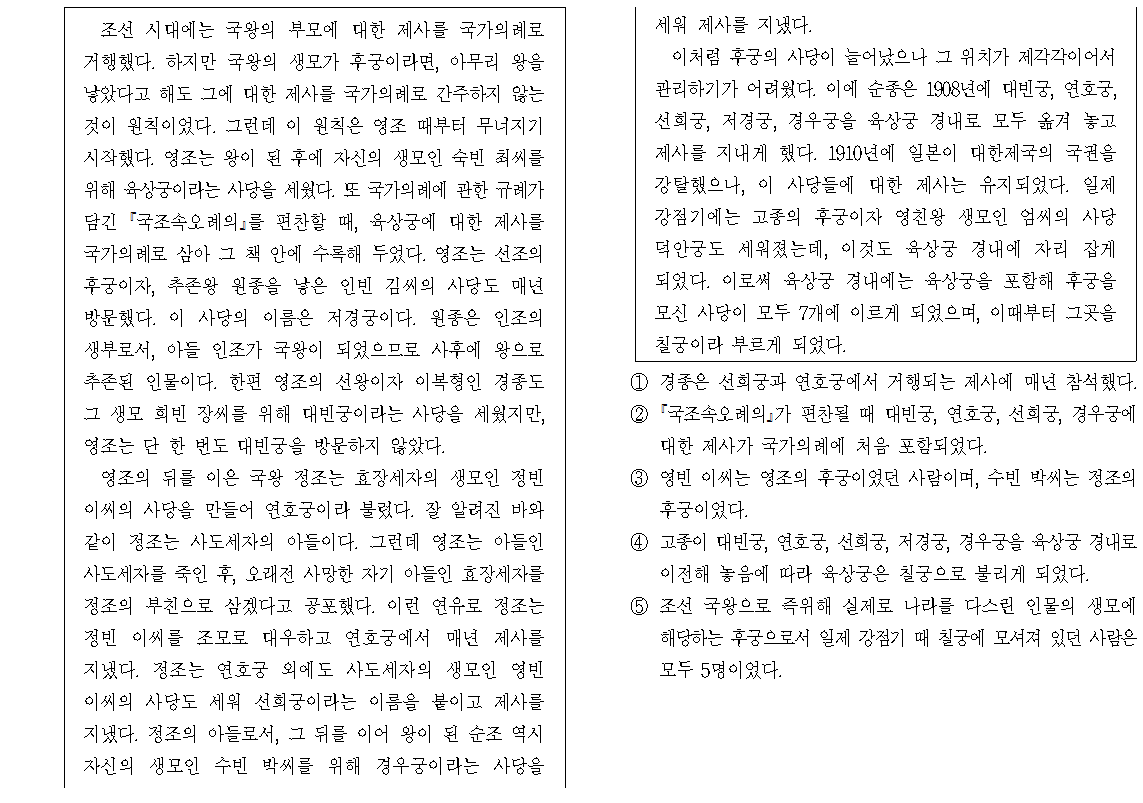 조선 시대에는 국왕의 부모에 대한 제사를 국가의례로
거행했다. 하지만 국왕의 생모가 후궁이라면, 아무리 왕을
낳았다고 해도 그에 대한 제사를 국가의례로 간주하지 않는
것이 원칙이었다. 그런데 이 원칙은 영조 때부터 무너지기
시작했다. 영조는 왕이 된 후에 자신의 생모인 숙빈 최씨를
위해 육상궁이라는 사당을 세웠다. 또 국가의례에 관한 규례가
담긴 『국조속오례의』를 편찬할 때, 육상궁에 대한 제사를
국가의례로 삼아 그 책 안에 수록해 두었다. 영조는 선조의
후궁이자, 추존왕 원종을 낳은 인빈 김씨의 사당도 매년
방문했다. 이 사당의 이름은 저경궁이다. 원종은 인조의
생부로서, 아들 인조가 국왕이 되었으므로 사후에 왕으로
추존된 인물이다. 한편 영조의 선왕이자 이복형인 경종도
그 생모 희빈 장씨를 위해 대빈궁이라는 사당을 세웠지만,
영조는 단 한 번도 대빈궁을 방문하지 않았다.
영조의 뒤를 이은 국왕 정조는 효장세자의 생모인 정빈
이씨의 사당을 만들어 연호궁이라 불렀다. 잘 알려진 바와
같이 정조는 사도세자의 아들이다. 그런데 영조는 아들인
사도세자를 죽인 후, 오래전 사망한 자기 아들인 효장세자를
정조의 부친으로 삼겠다고 공포했다. 이런 연유로 정조는
정빈 이씨를 조모로 대우하고 연호궁에서 매년 제사를
지냈다. 정조는 연호궁 외에도 사도세자의 생모인 영빈
이씨의 사당도 세워 선희궁이라는 이름을 붙이고 제사를
지냈다. 정조의 아들로서, 그 뒤를 이어 왕이 된 순조 역시
자신의 생모인 수빈 박씨를 위해 경우궁이라는 사당을
세워 제사를 지냈다.
이처럼 후궁의 사당이 늘어났으나 그 위치가 제각각이어서
관리하기가 어려웠다. 이에 순종은 1908년에 대빈궁, 연호궁,
선희궁, 저경궁, 경우궁을 육상궁 경내로 모두 옮겨 놓고
제사를 지내게 했다. 1910년에 일본이 대한제국의 국권을
강탈했으나, 이 사당들에 대한 제사는 유지되었다. 일제
강점기에는 고종의 후궁이자 영친왕 생모인 엄씨의 사당
덕안궁도 세워졌는데, 이것도 육상궁 경내에 자리 잡게
되었다. 이로써 육상궁 경내에는 육상궁을 포함해 후궁을
모신 사당이 모두 7개에 이르게 되었으며, 이때부터 그곳을
칠궁이라 부르게 되었다.
① 경종은 선희궁과 연호궁에서 거행되는 제사에 매년 참석했다.
② 『국조속오례의』가 편찬될 때 대빈궁, 연호궁, 선희궁, 경우궁에
대한 제사가 국가의례에 처음 포함되었다.
③ 영빈 이씨는 영조의 후궁이었던 사람이며, 수빈 박씨는 정조의
후궁이었다.
④ 고종이 대빈궁, 연호궁, 선희궁, 저경궁, 경우궁을 육상궁 경내로
이전해 놓음에 따라 육상궁은 칠궁으로 불리게 되었다.
⑤ 조선 국왕으로 즉위해 실제로 나라를 다스린 인물의 생모에
해당하는 후궁으로서 일제 강점기 때 칠궁에 모셔져 있던 사람은
모두 5명이었다.